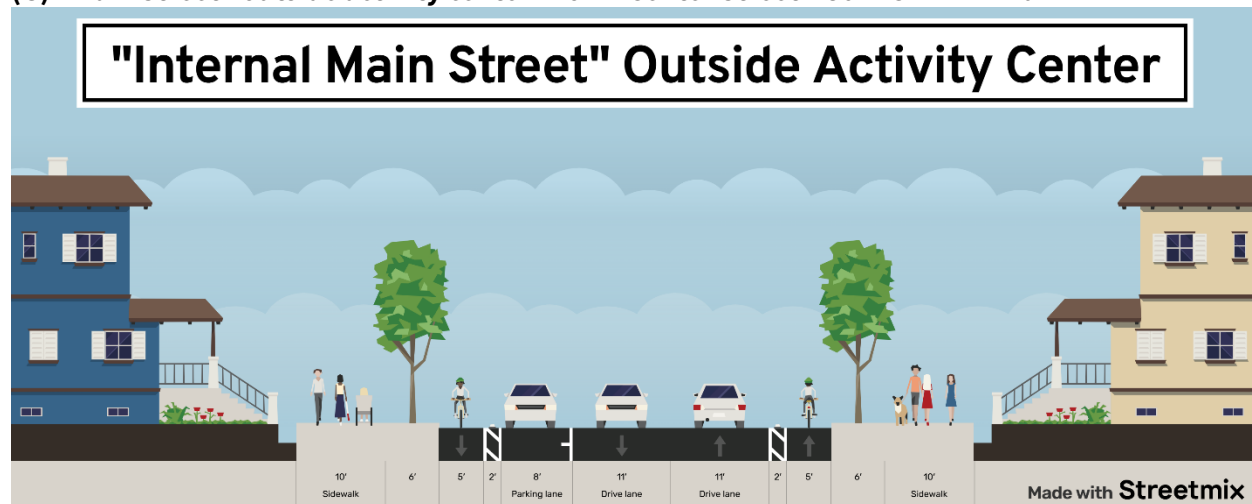 "Internal Main Street" Outside Activity Center
10' 6' 5' 2' 8' 11' 11' 2' 5' 6' 10'
Sidewalk Parking lane Drive lane Drive lane Sidewalk
Made with Streetmix